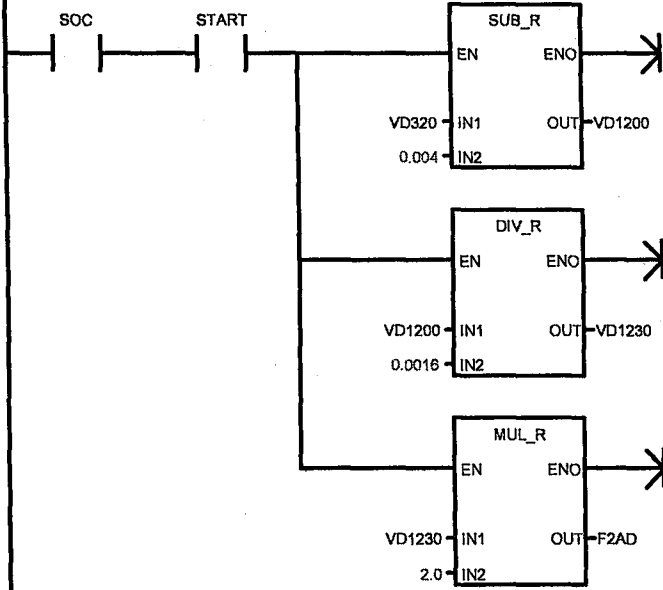 SOC START SUB_R
EN ENO
VD320 IN1 OUT VD1200
0.004 IN2
DIV_R
EN ENO
VD1200 IN1 OUT VD1230
0.0016 IN2
MUL_R
EN ENO
VD1230 IN1 OUT F2AD
2.0 IN2